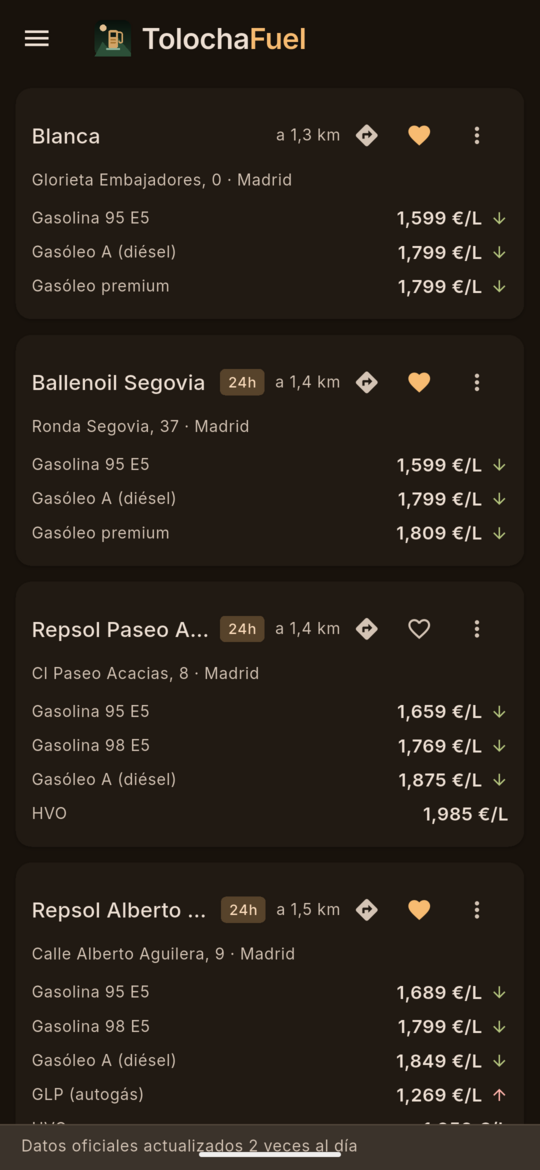 TolochaFuel
Blanca a 1,3 km
Glorieta Embajadores, 0 · Madrid
Gasolina 95 E5 1,599 €/L ↓
Gasóleo A (diésel) 1,799 €/L ↓
Gasóleo premium 1,799 €/L ↓
Ballenoil Segovia 24h a 1,4 km
Ronda Segovia, 37 · Madrid
Gasolina 95 E5 1,599 €/L ↓
Gasóleo A (diésel) 1,799 €/L ↓
Gasóleo premium 1,809 €/L ↓
Repsol Paseo A... 24h a 1,4 km
Cl Paseo Acacias, 8 · Madrid
Gasolina 95 E5 1,659 €/L ↓
Gasolina 98 E5 1,769 €/L ↓
Gasóleo A (diésel) 1,875 €/L ↓
HVO 1,985 €/L
Repsol Alberto ... 24h a 1,5 km
Calle Alberto Aguilera, 9 · Madrid
Gasolina 95 E5 1,689 €/L ↓
Gasolina 98 E5 1,799 €/L ↓
Gasóleo A (diésel) 1,849 €/L ↓
GLP (autogás) 1,269 €/L ↑
Datos oficiales actualizados 2 veces al día